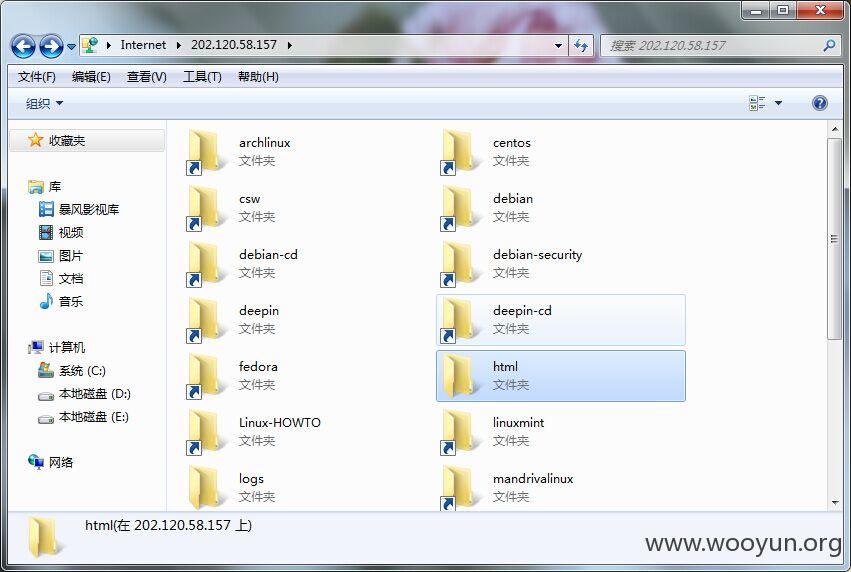 Internet 202.120.58.157
搜索 202.120.58.157
文件(F) 编辑(E) 查看(V) 工具(T) 帮助(H)
组织
收藏夹
库
暴风影视库
视频
图片
文档
音乐
计算机
系统 (C:)
本地磁盘 (D:)
本地磁盘 (E:)
网络
archlinux
文件夹
centos
文件夹
csw
文件夹
debian
文件夹
debian-cd
文件夹
debian-security
文件夹
deepin
文件夹
deepin-cd
文件夹
fedora
文件夹
html
文件夹
Linux-HOWTO
文件夹
linuxmint
文件夹
logs
文件夹
mandrivalinux
文件夹
html(在 202.120.58.157 上)
www.wooyun.org